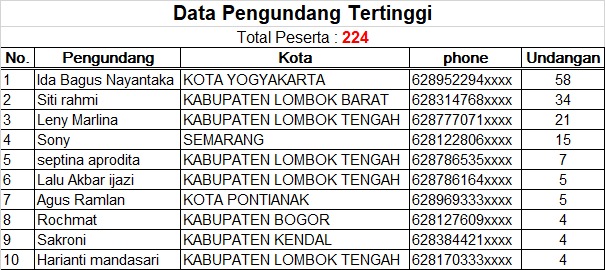 Data Pengundang Tertinggi
Total Peserta : 224
No. Pengundang Kota phone Undangan
1 Ida Bagus Nayantaka KOTA YOGYAKARTA 628952294xxxx 58
2 Siti rahmi KABUPATEN LOMBOK BARAT 628314768xxxx 34
3 Leny Marlina KABUPATEN LOMBOK TENGAH 628777071xxxx 21
4 Sony SEMARANG 628122806xxxx 15
5 septina aprodita KABUPATEN LOMBOK TENGAH 628786535xxxx 7
6 Lalu Akbar ijazi KABUPATEN LOMBOK TENGAH 628786164xxxx 5
7 Agus Ramlan KOTA PONTIANAK 628969333xxxx 5
8 Rochmat KABUPATEN BOGOR 628127609xxxx 4
9 Sakroni KABUPATEN KENDAL 628384421xxxx 4
10 Harianti mandasari KABUPATEN LOMBOK TENGAH 628170333xxxx 4